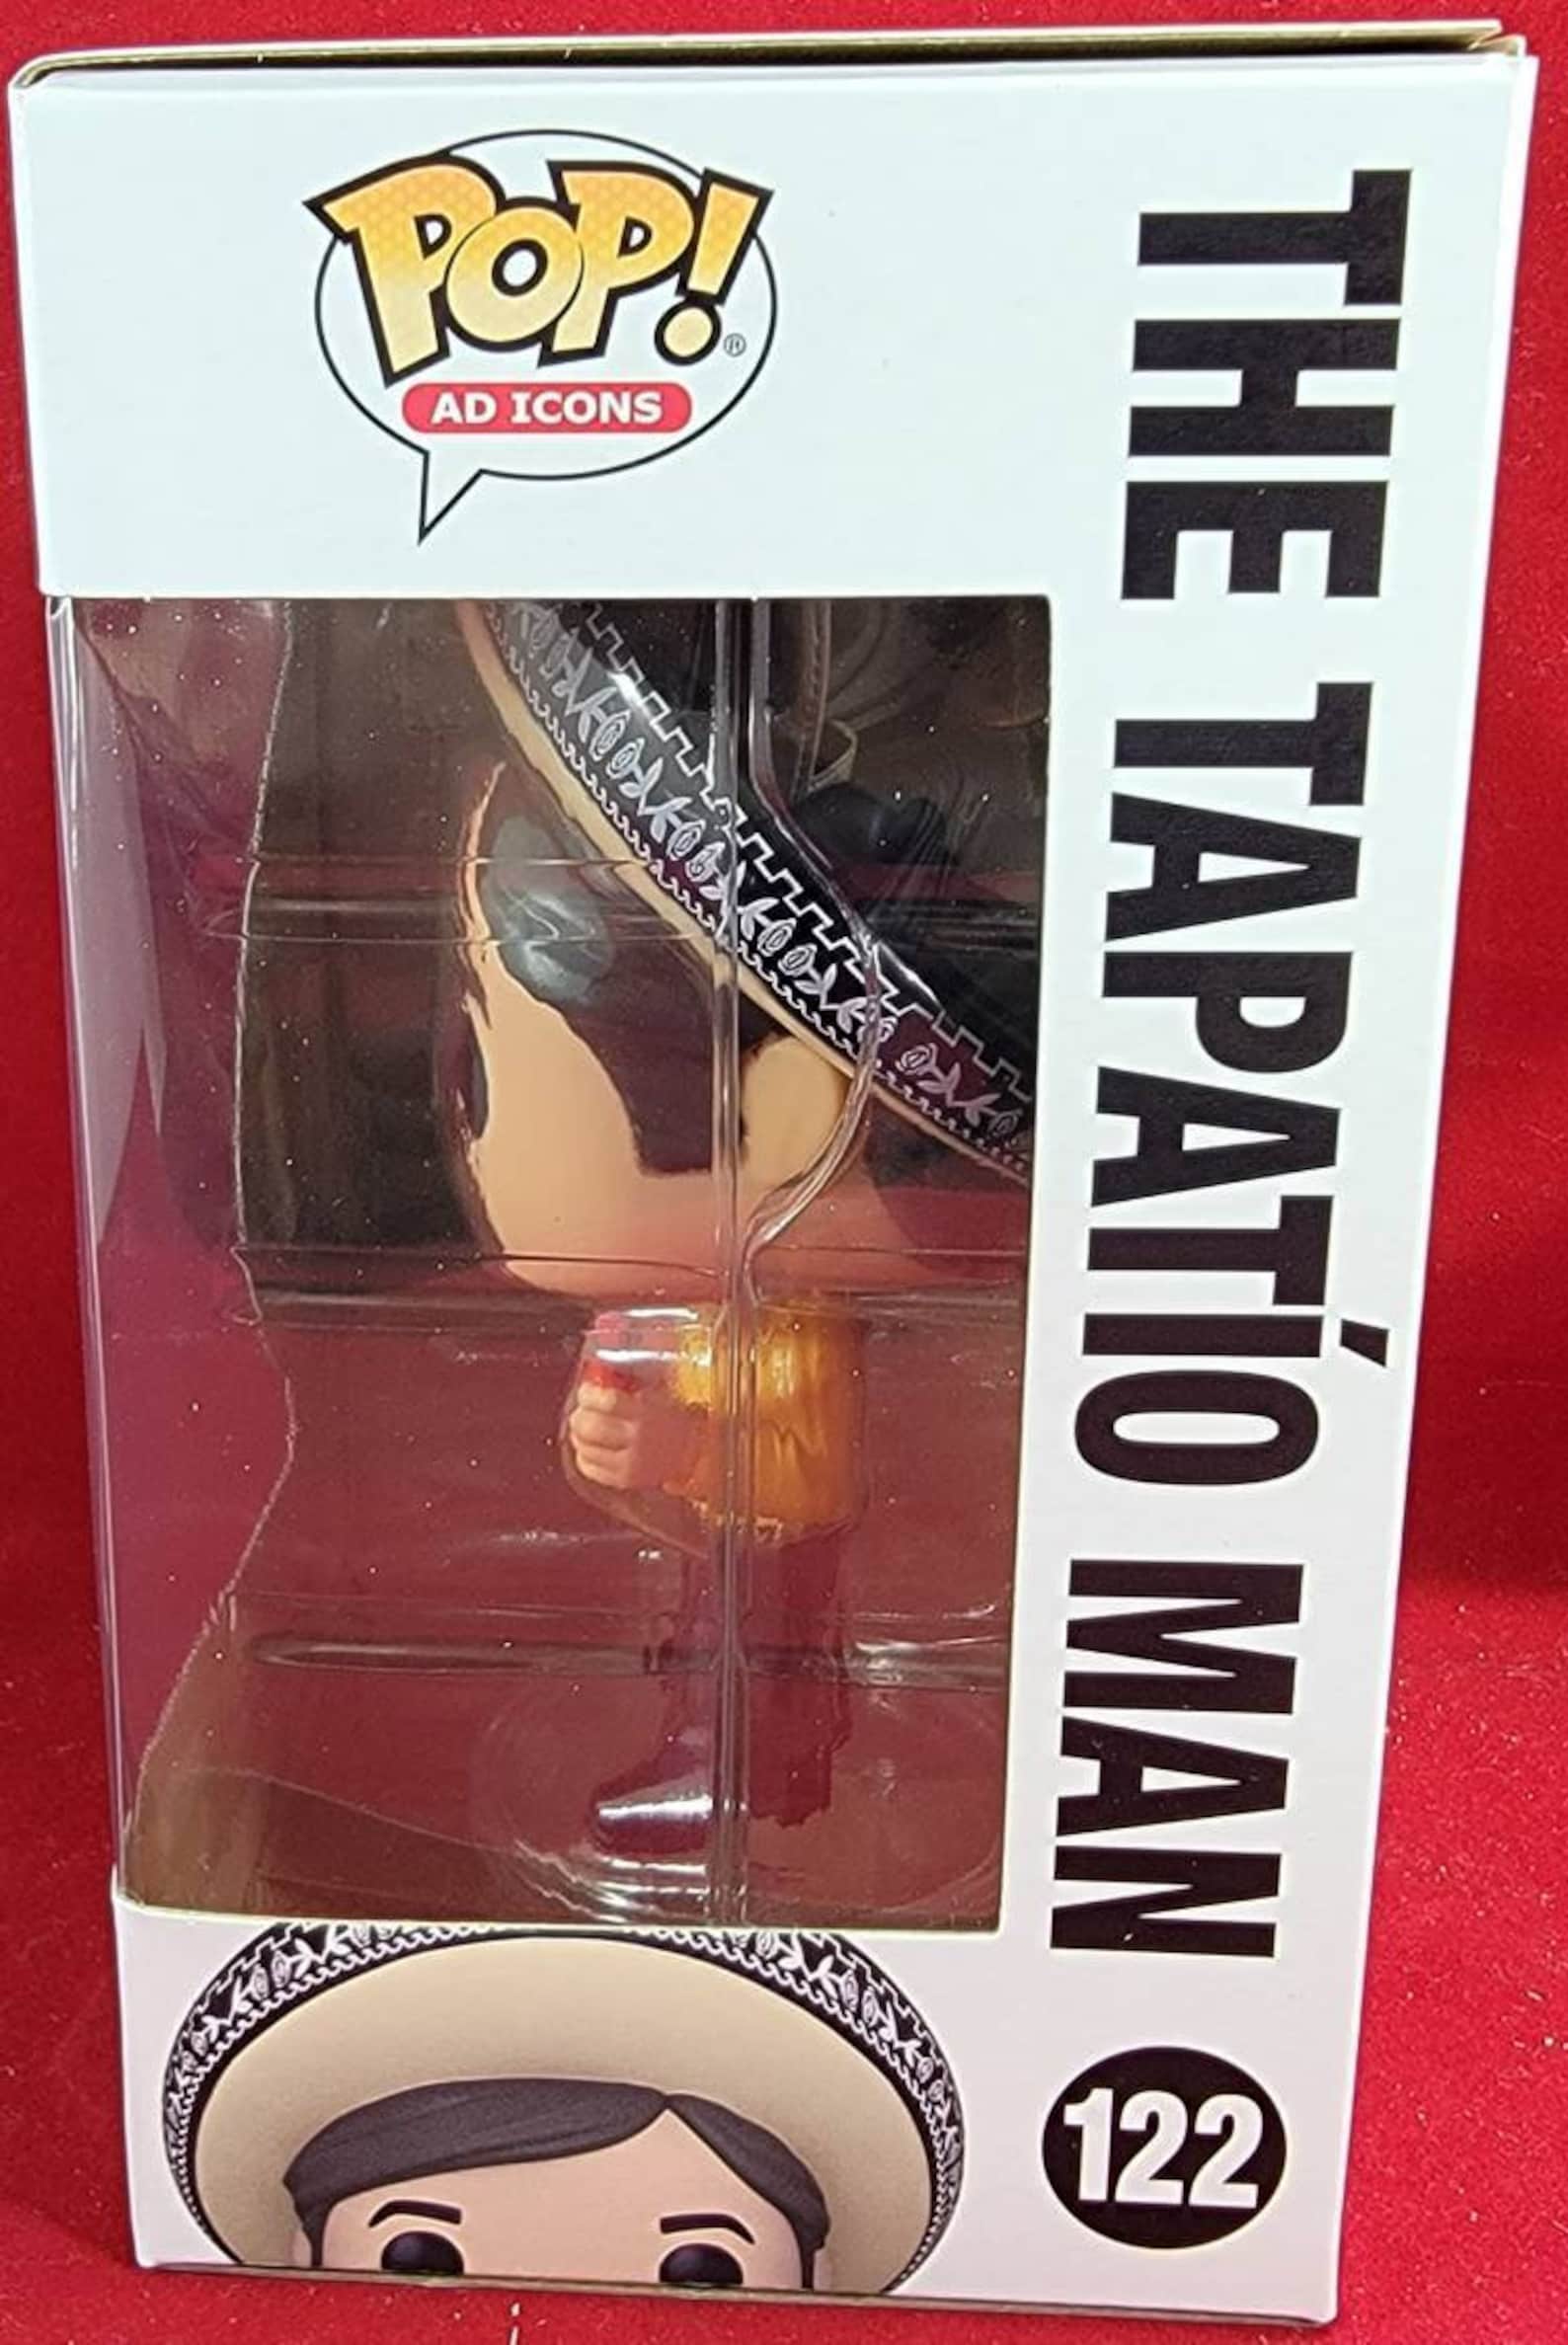 POP!
®
AD ICONS
THE TAPATÍO MAN
122